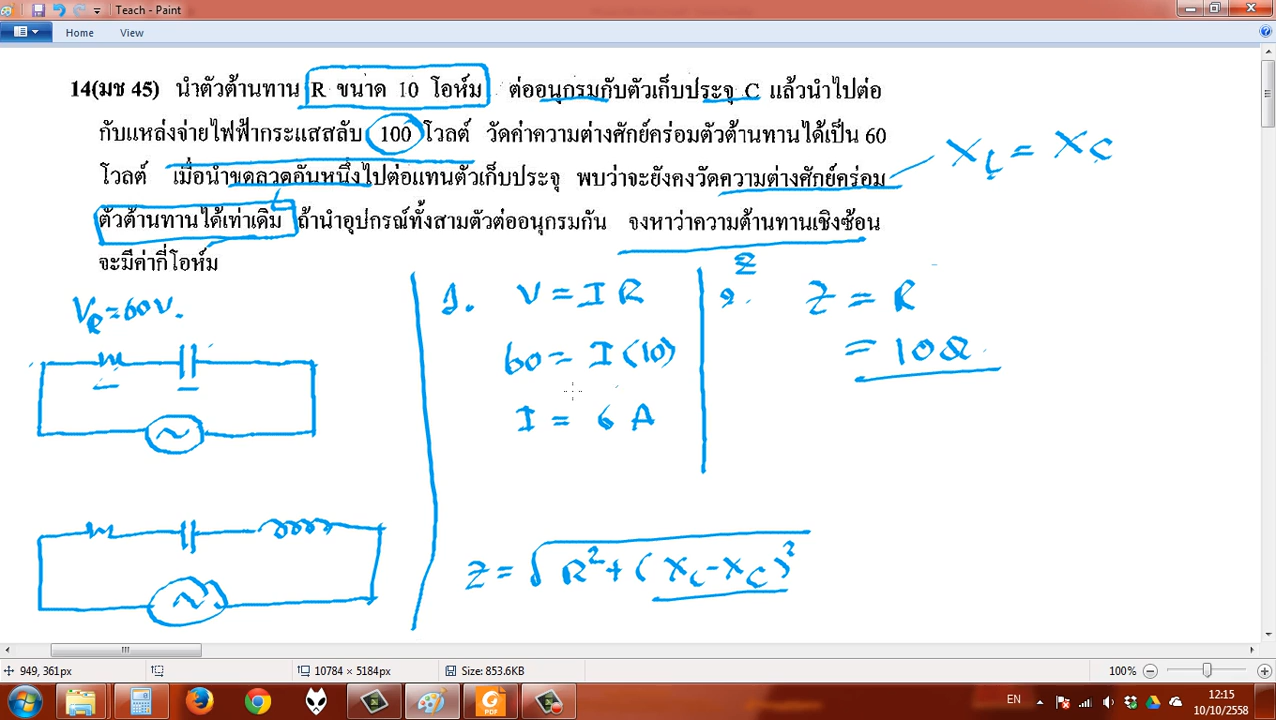 Teach - Paint
Home View
14(มช 45) นำตัวต้านทาน R ขนาด 10 โอห์ม ต่ออนุกรมกับตัวเก็บประจุ C แล้วนำไปต่อ
กับแหล่งจ่ายไฟฟ้ากระแสสลับ 100 โวลต์ วัดค่าความต่างศักย์คร่อมตัวต้านทานได้เป็น 60
โวลต์ เมื่อนำขดลวดอันหนึ่งไปต่อแทนตัวเก็บประจุ พบว่าจะยังคงวัดความต่างศักย์คร่อม
ตัวต้านทานได้เท่าเดิม ถ้านำอุปกรณ์ทั้งสามตัวต่ออนุกรมกัน จงหาว่าความต้านทานเชิงซ้อน
จะมีค่ากี่โอห์ม
X_L = X_C
Z
V_R = 60 V.
1. V = I R
60 = I (10)
I = 6 A
2. Z = R
= 10 Ω
Z = √R² + (X_L - X_C)²
949, 361px 10784 × 5184px Size: 853.6KB 100%
PDF
EN 12:15
10/10/2558